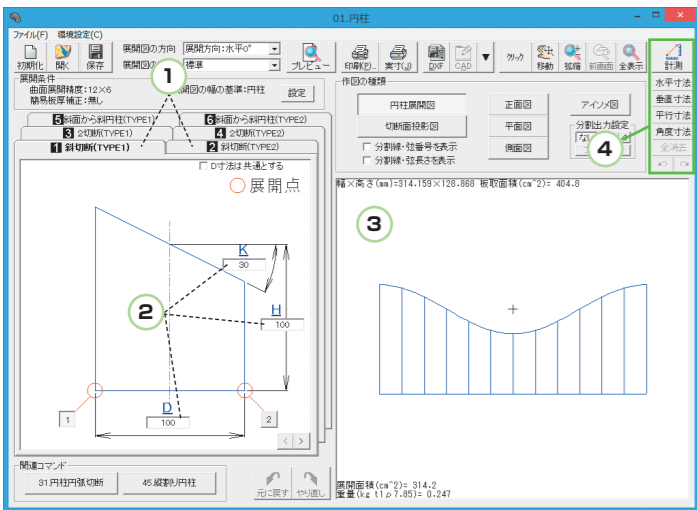 01.円柱
ファイル(F) 環境設定(C)
初期化 開く 保存
展開図の方向 展開方向:水平0°
展開図の 標準
プレビュー 印刷(P)... 実寸(J) DXF CAD ▼ クリック 移動 拡縮 前画面 全表示 計測
水平寸法
垂直寸法
平行寸法
角度寸法
全消去
展開条件
曲面展開精度:12×6 開図の幅の基準:円柱 設定
簡易板厚補正:無し
1
5 斜面から斜円柱(TYPE1) 6 斜面から斜円柱(TYPE2)
3 2切断(TYPE1) 4 2切断(TYPE2)
1 斜切断(TYPE1) 2 斜切断(TYPE2)
D寸法は共通とする
○展開点
K
30
H
100
2
D
100
1 2
< >
関連コマンド
31.円柱円弧切断 45.縦割り円柱
元に戻す やり直し
作図の種類
円柱展開図 正面図 アイソメ図
切断面投影図 平面図 分割出力設定
な
分割線・弦番号を表示 側面図
分割線・弦長さを表示
4
幅×高さ(mm)=314.159×128.868 板取面積(cm^2)= 404.8
3
展開面積(cm^2)= 314.2
重量(kg t1ρ7.85)= 0.247